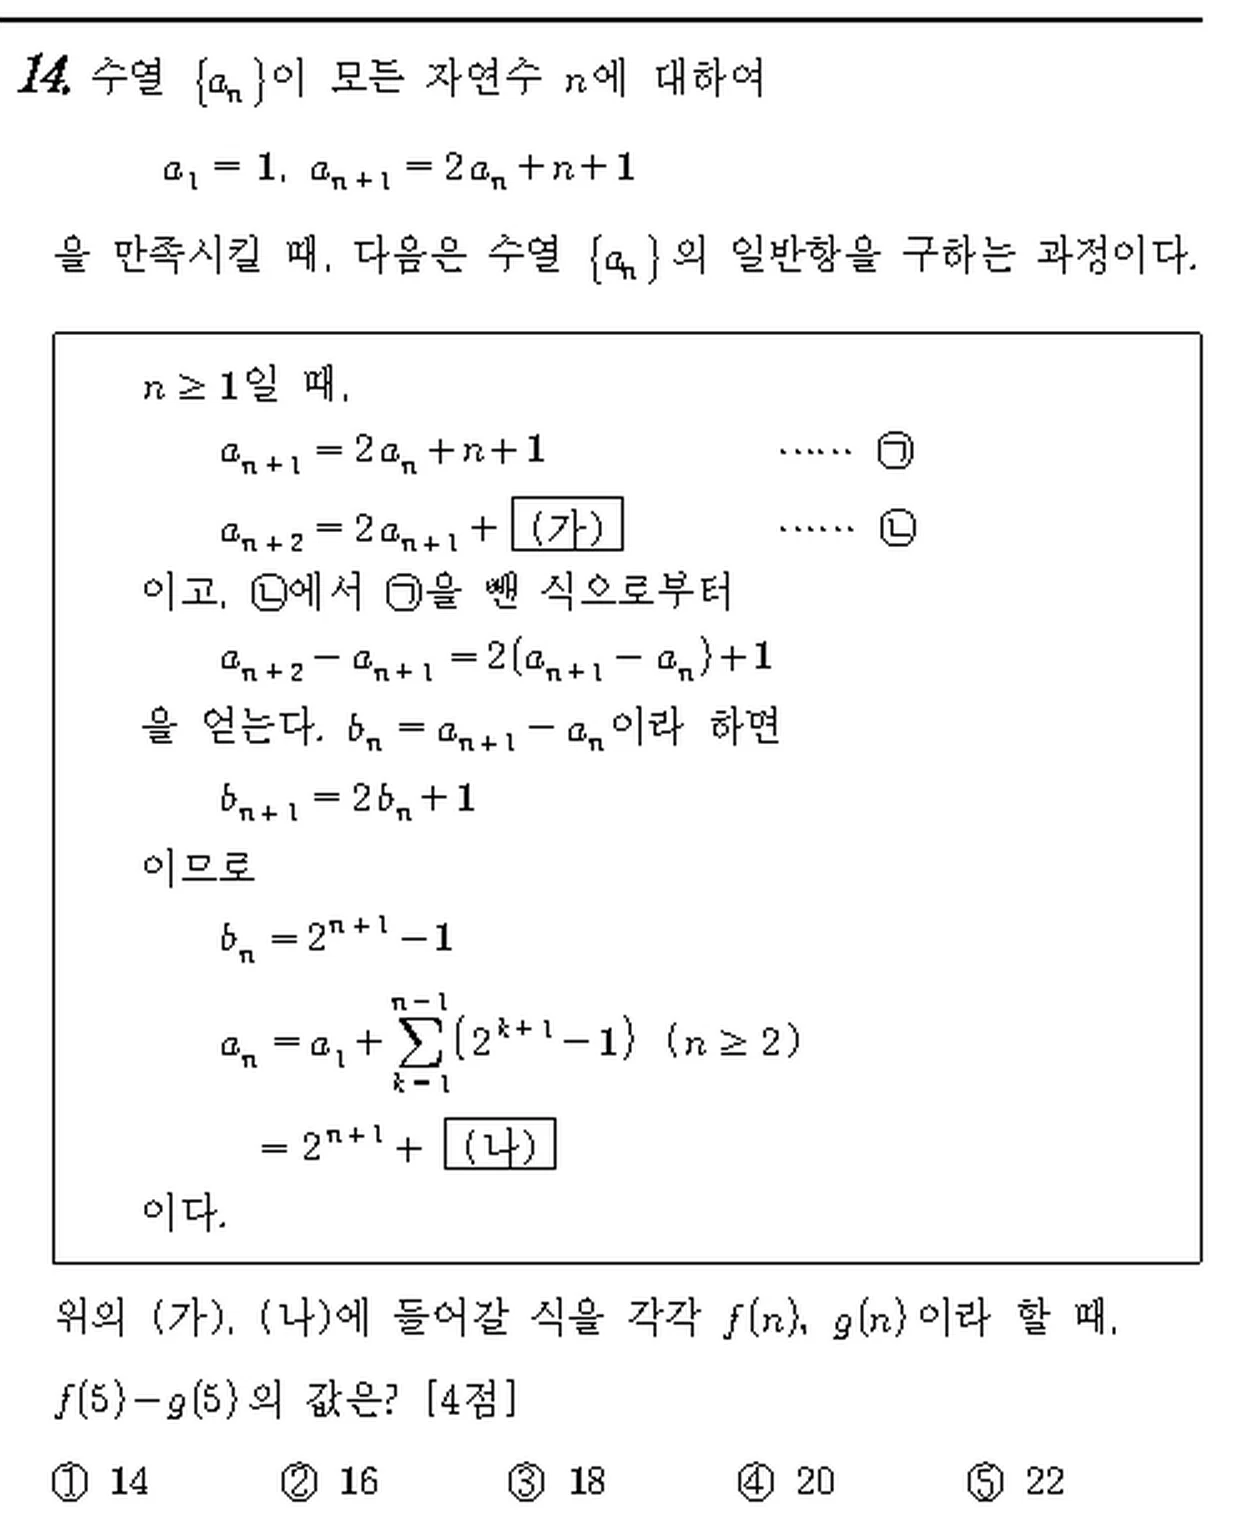 14. 수열 {aₙ}이 모든 자연수 n에 대하여
a₁ = 1, aₙ₊₁ = 2aₙ + n + 1
을 만족시킬 때, 다음은 수열 {aₙ}의 일반항을 구하는 과정이다.
n ≥ 1일 때,
aₙ₊₁ = 2aₙ + n + 1 …… ㉠
aₙ₊₂ = 2aₙ₊₁ + (가) …… ㉡
이고, ㉡에서 ㉠을 뺀 식으로부터
aₙ₊₂ − aₙ₊₁ = 2(aₙ₊₁ − aₙ) + 1
을 얻는다. bₙ = aₙ₊₁ − aₙ이라 하면
bₙ₊₁ = 2bₙ + 1
이므로
bₙ = 2ⁿ⁺¹ − 1
aₙ = a₁ + ∑_{k=1}^{n−1} (2^{k+1} − 1) (n ≥ 2)
= 2ⁿ⁺¹ + (나)
이다.
위의 (가), (나)에 들어갈 식을 각각 f(n), g(n)이라 할 때,
f(5) − g(5)의 값은? [4점]
① 14 ② 16 ③ 18 ④ 20 ⑤ 22